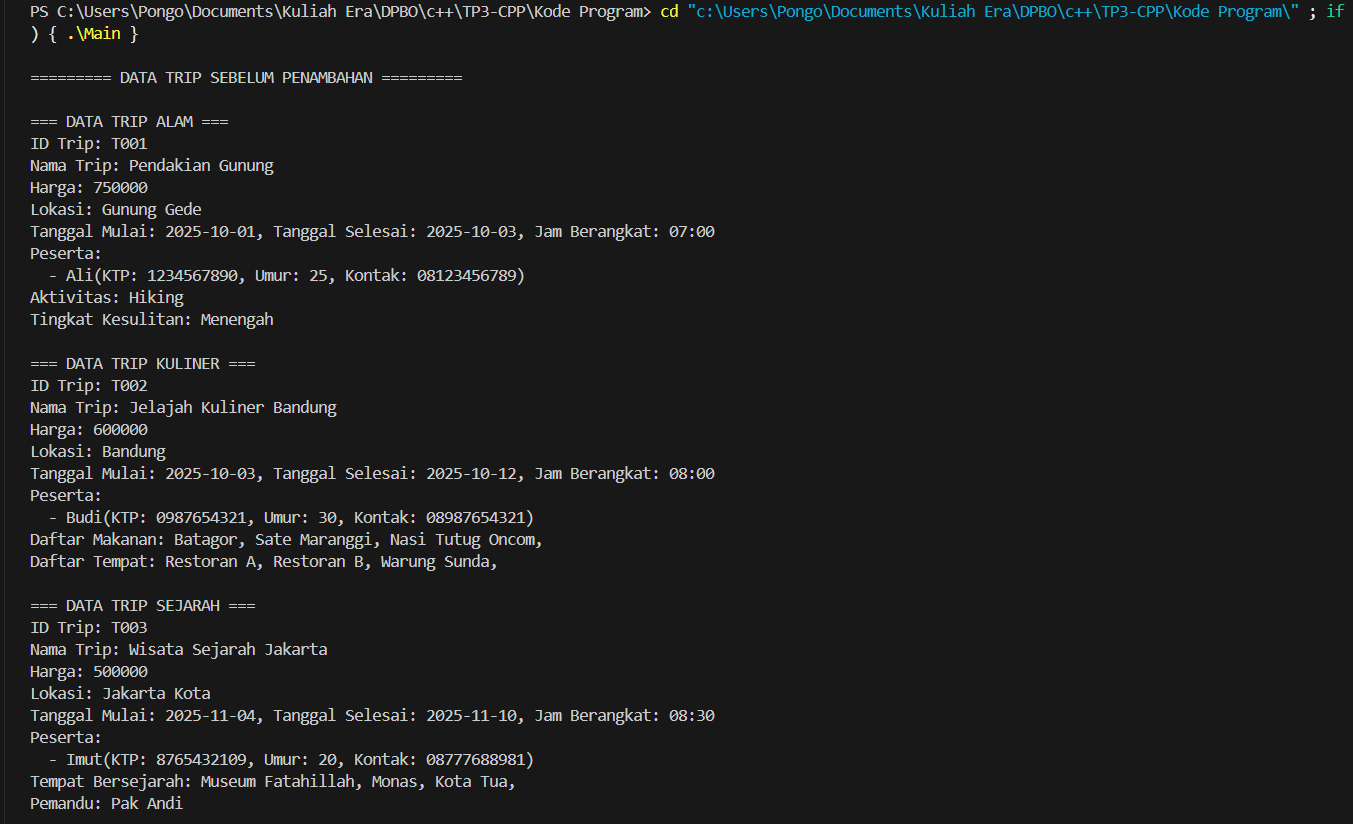 PS C:\Users\Pongo\Documents\Kuliah Era\DPBO\c++\TP3-CPP\Kode Program> cd "c:\Users\Pongo\Documents\Kuliah Era\DPBO\c++\TP3-CPP\Kode Program\" ; if
) { .\Main }
========= DATA TRIP SEBELUM PENAMBAHAN =========
=== DATA TRIP ALAM ===
ID Trip: T001
Nama Trip: Pendakian Gunung
Harga: 750000
Lokasi: Gunung Gede
Tanggal Mulai: 2025-10-01, Tanggal Selesai: 2025-10-03, Jam Berangkat: 07:00
Peserta:
  - Ali(KTP: 1234567890, Umur: 25, Kontak: 08123456789)
Aktivitas: Hiking
Tingkat Kesulitan: Menengah
=== DATA TRIP KULINER ===
ID Trip: T002
Nama Trip: Jelajah Kuliner Bandung
Harga: 600000
Lokasi: Bandung
Tanggal Mulai: 2025-10-03, Tanggal Selesai: 2025-10-12, Jam Berangkat: 08:00
Peserta:
  - Budi(KTP: 0987654321, Umur: 30, Kontak: 08987654321)
Daftar Makanan: Batagor, Sate Maranggi, Nasi Tutug Oncom,
Daftar Tempat: Restoran A, Restoran B, Warung Sunda,
=== DATA TRIP SEJARAH ===
ID Trip: T003
Nama Trip: Wisata Sejarah Jakarta
Harga: 500000
Lokasi: Jakarta Kota
Tanggal Mulai: 2025-11-04, Tanggal Selesai: 2025-11-10, Jam Berangkat: 08:30
Peserta:
  - Imut(KTP: 8765432109, Umur: 20, Kontak: 08777688981)
Tempat Bersejarah: Museum Fatahillah, Monas, Kota Tua,
Pemandu: Pak Andi